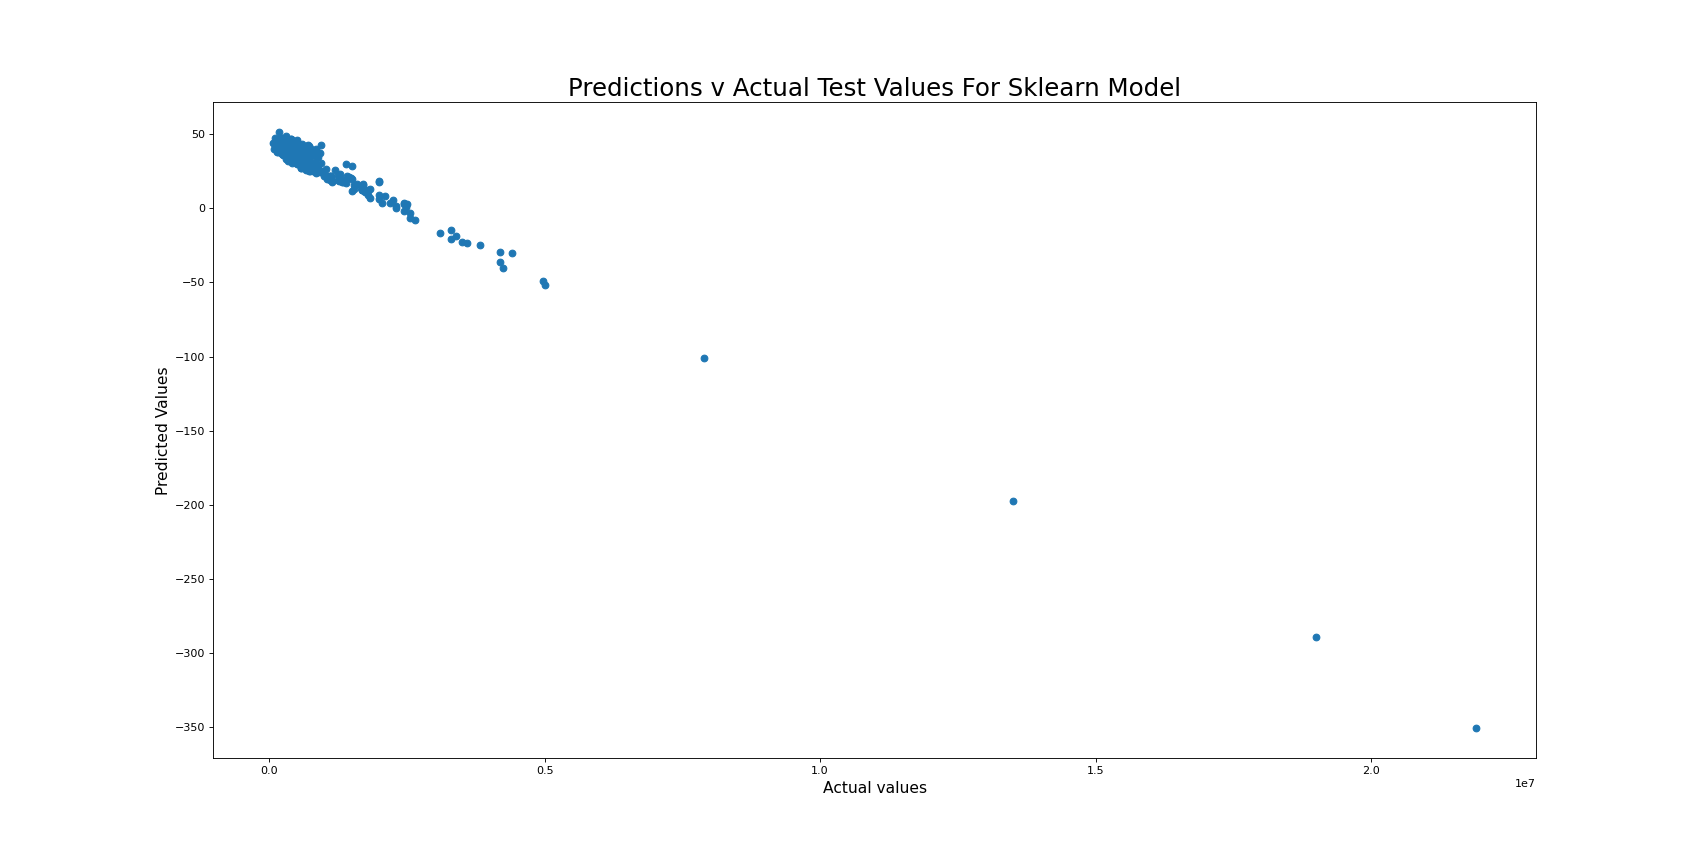 Predictions v Actual Test Values For Sklearn Model
50
0
−50
−100
−150
−200
−250
−300
−350
Predicted Values
0.0 0.5 1.0 1.5 2.0
1e7
Actual values